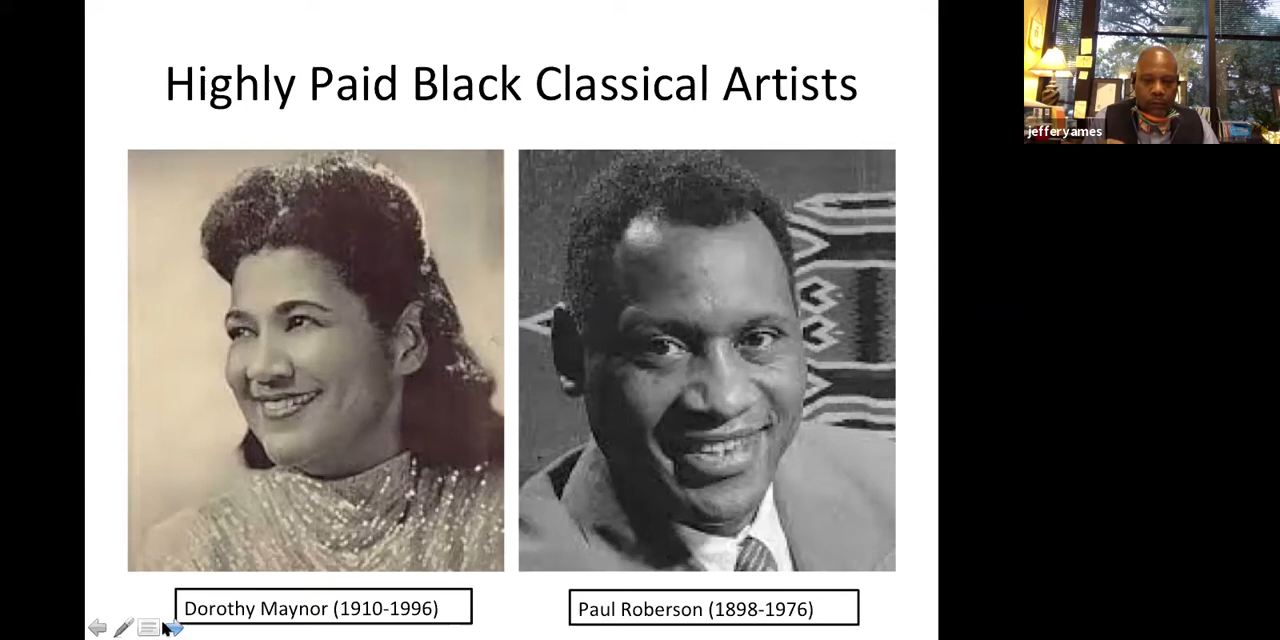 Highly Paid Black Classical Artists
jefferyames
Dorothy Maynor (1910-1996)
Paul Roberson (1898-1976)